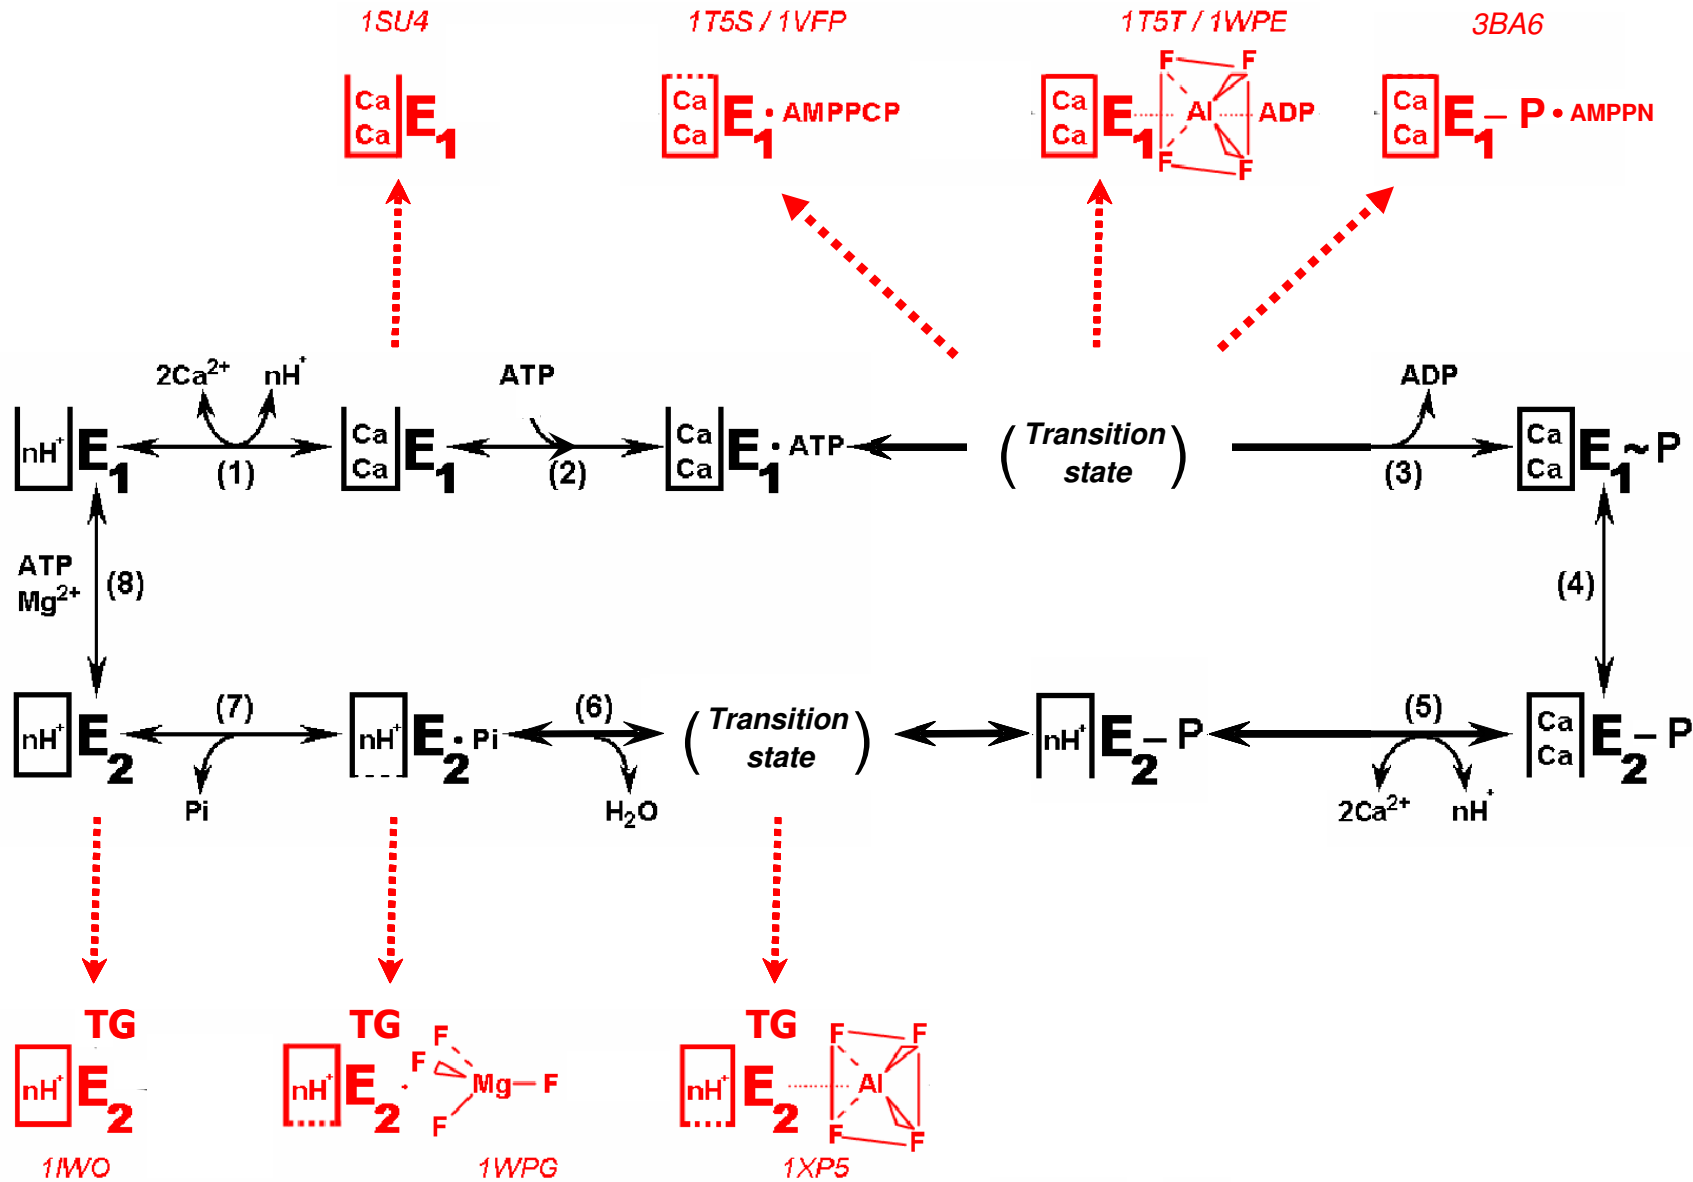 1SU4
1T5S / 1VFP
1T5T / 1WPE
3BA6
Ca
Ca E1
Ca
Ca E1 · AMPPCP
Ca
Ca E1 F F Al F F ADP
Ca
Ca E1 – P • AMPPN
2Ca2+ nH+
ATP
ADP
nH+ E1
(1)
Ca
Ca E1
(2)
Ca
Ca E1 · ATP
(Transition
state)
(3)
Ca
Ca E1 ~ P
ATP
Mg2+
(8)
(4)
nH+ E2
(7)
Pi
nH+ E2 · Pi
(6)
H2O
(Transition
state)
nH+ E2 – P
(5)
2Ca2+ nH+
Ca
Ca E2 – P
TG
nH+ E2
1IWO
TG
nH+ E2 · F F Mg – F F
1WPG
TG
nH+ E2 F F Al F F
1XP5